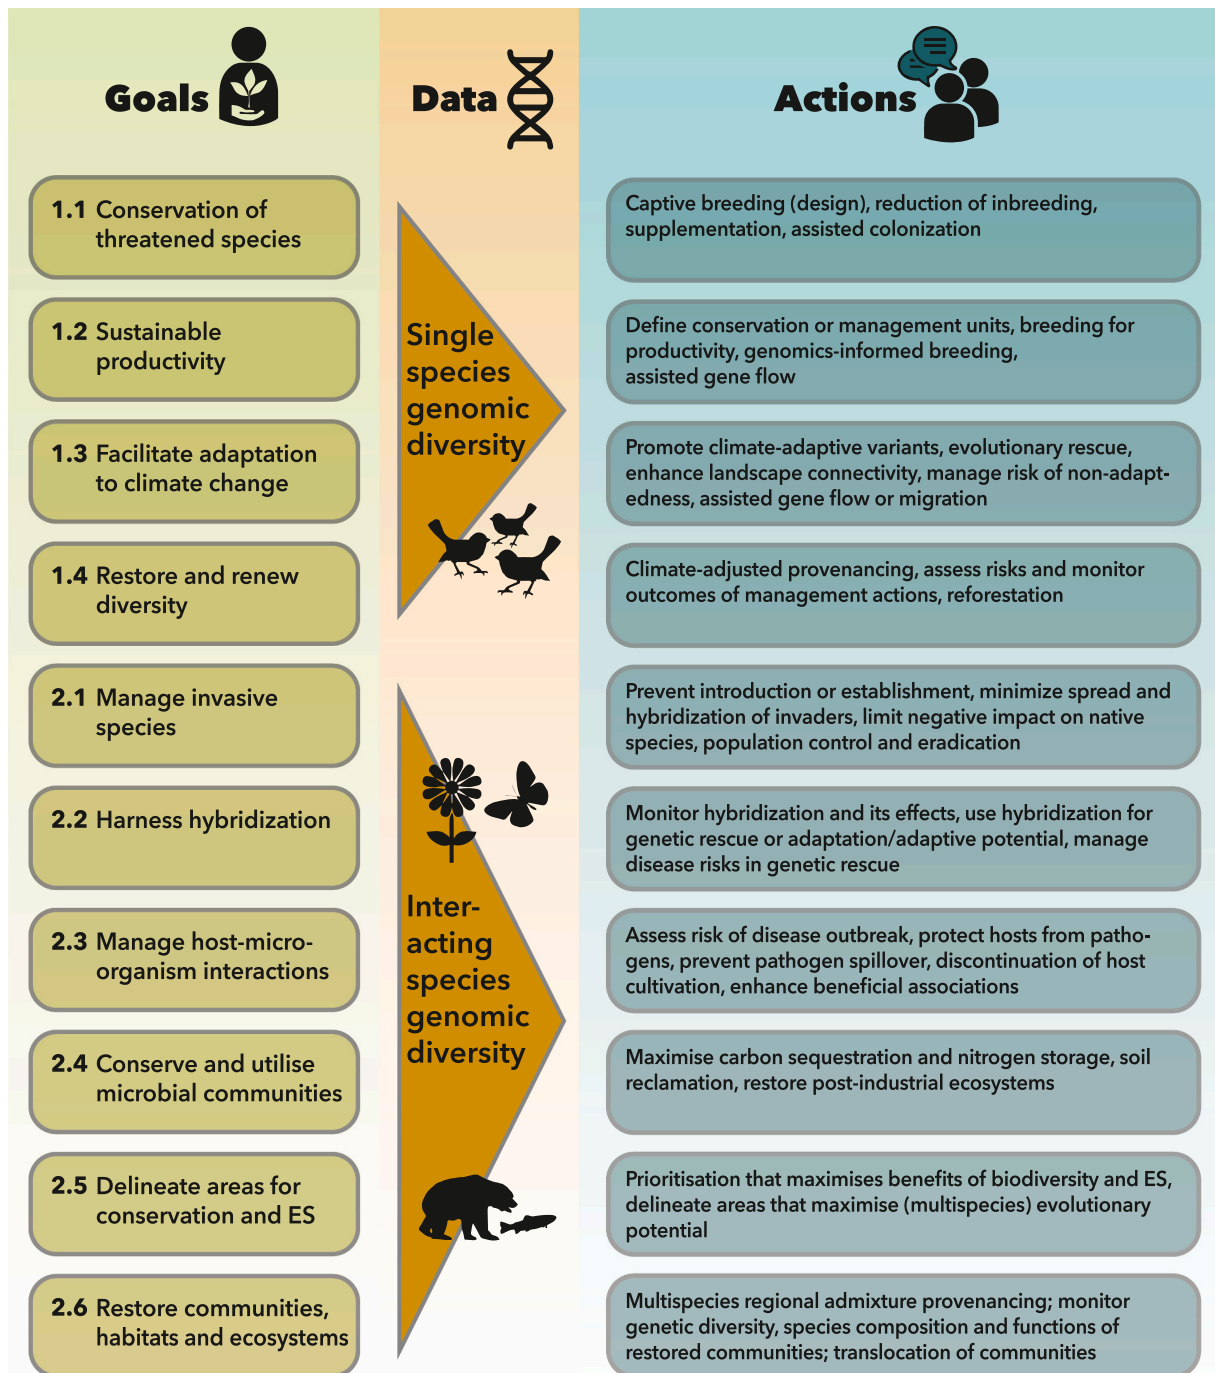 Goals
Data
Actions
1.1 Conservation of
threatened species
1.2 Sustainable
productivity
1.3 Facilitate adaptation
to climate change
1.4 Restore and renew
diversity
2.1 Manage invasive
species
2.2 Harness hybridization
2.3 Manage host-micro-
organism interactions
2.4 Conserve and utilise
microbial communities
2.5 Delineate areas for
conservation and ES
2.6 Restore communities,
habitats and ecosystems
Single
species
genomic
diversity
Inter-
acting
species
genomic
diversity
Captive breeding (design), reduction of inbreeding,
supplementation, assisted colonization
Define conservation or management units, breeding for
productivity, genomics-informed breeding,
assisted gene flow
Promote climate-adaptive variants, evolutionary rescue,
enhance landscape connectivity, manage risk of non-adapt-
edness, assisted gene flow or migration
Climate-adjusted provenancing, assess risks and monitor
outcomes of management actions, reforestation
Prevent introduction or establishment, minimize spread and
hybridization of invaders, limit negative impact on native
species, population control and eradication
Monitor hybridization and its effects, use hybridization for
genetic rescue or adaptation/adaptive potential, manage
disease risks in genetic rescue
Assess risk of disease outbreak, protect hosts from patho-
gens, prevent pathogen spillover, discontinuation of host
cultivation, enhance beneficial associations
Maximise carbon sequestration and nitrogen storage, soil
reclamation, restore post-industrial ecosystems
Prioritisation that maximises benefits of biodiversity and ES,
delineate areas that maximise (multispecies) evolutionary
potential
Multispecies regional admixture provenancing; monitor
genetic diversity, species composition and functions of
restored communities; translocation of communities